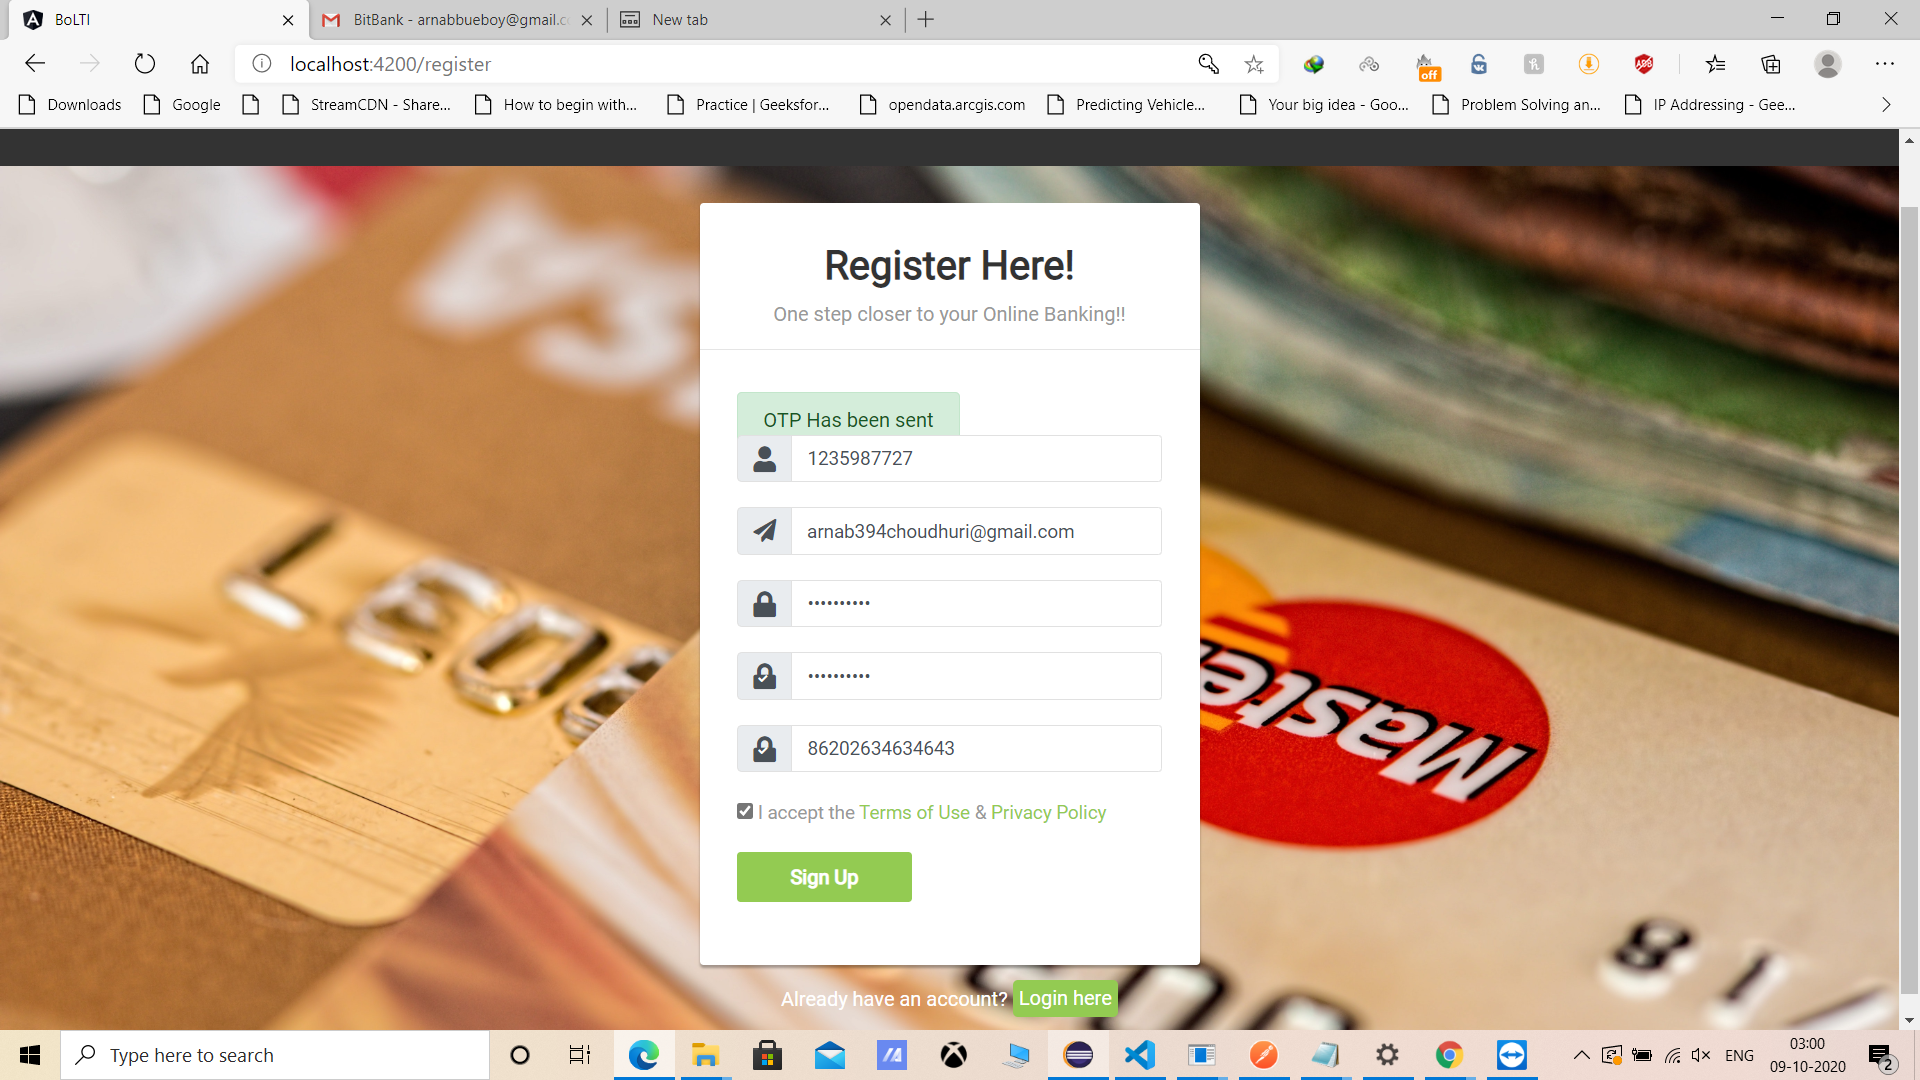 BoLTI
BitBank - arnabbueboy@gmail.c
New tab
localhost:4200/register
off
ADB
Downloads
Google
StreamCDN - Share...
How to begin with...
Practice | Geeksfor...
opendata.arcgis.com
Predicting Vehicle...
Your big idea - Goo...
Problem Solving an...
IP Addressing - Gee...
Register Here!
One step closer to your Online Banking!!
OTP Has been sent
1235987727
arnab394choudhuri@gmail.com
••••••••••
••••••••••
86202634634643
I accept the Terms of Use & Privacy Policy
Sign Up
Already have an account? Login here
Master
81
Type here to search
ENG
03:00
09-10-2020
2